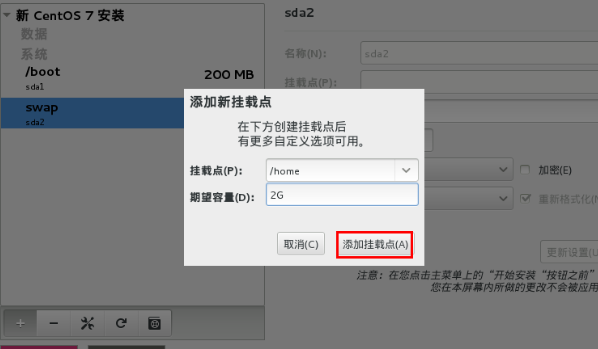 新 CentOS 7 安装
数据
系统
/boot 200 MB
sda1
swap
sda2
sda2
名称(N): sda2
挂载点(P):
添加新挂载点
在下方创建挂载点后
有更多自定义选项可用。
挂载点(P): /home
期望容量(D): 2G
取消(C) 添加挂载点(A)
加密(E)
重新格式化(
更新设置(U
注意：在您点击主菜单上的“开始安装“按钮之前”
您在本屏幕内所做的更改不会被应用